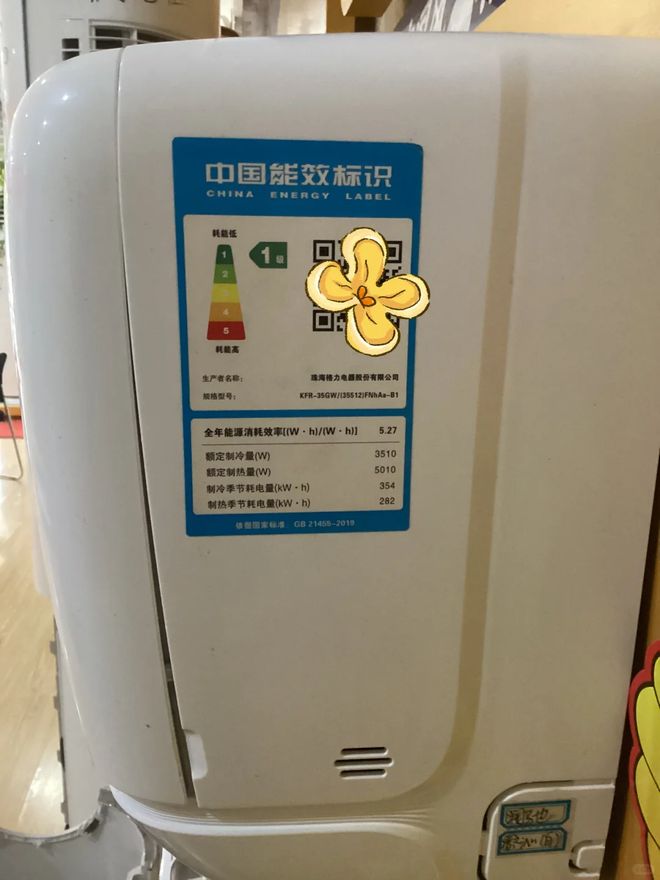 中国能效标识
CHINA ENERGY LABEL
耗能低
1
2
3
4
5
耗能高
1级
生产者名称：
珠海格力电器股份有限公司
规格型号：
KFR-35GW/(35512)FNhAa-B1
全年能源消耗效率[(W·h)/(W·h)] 5.27
额定制冷量(W) 3510
额定制热量(W) 5010
制冷季节耗电量(kW·h) 354
制热季节耗电量(kW·h) 282
依据国家标准 GB 21455-2019